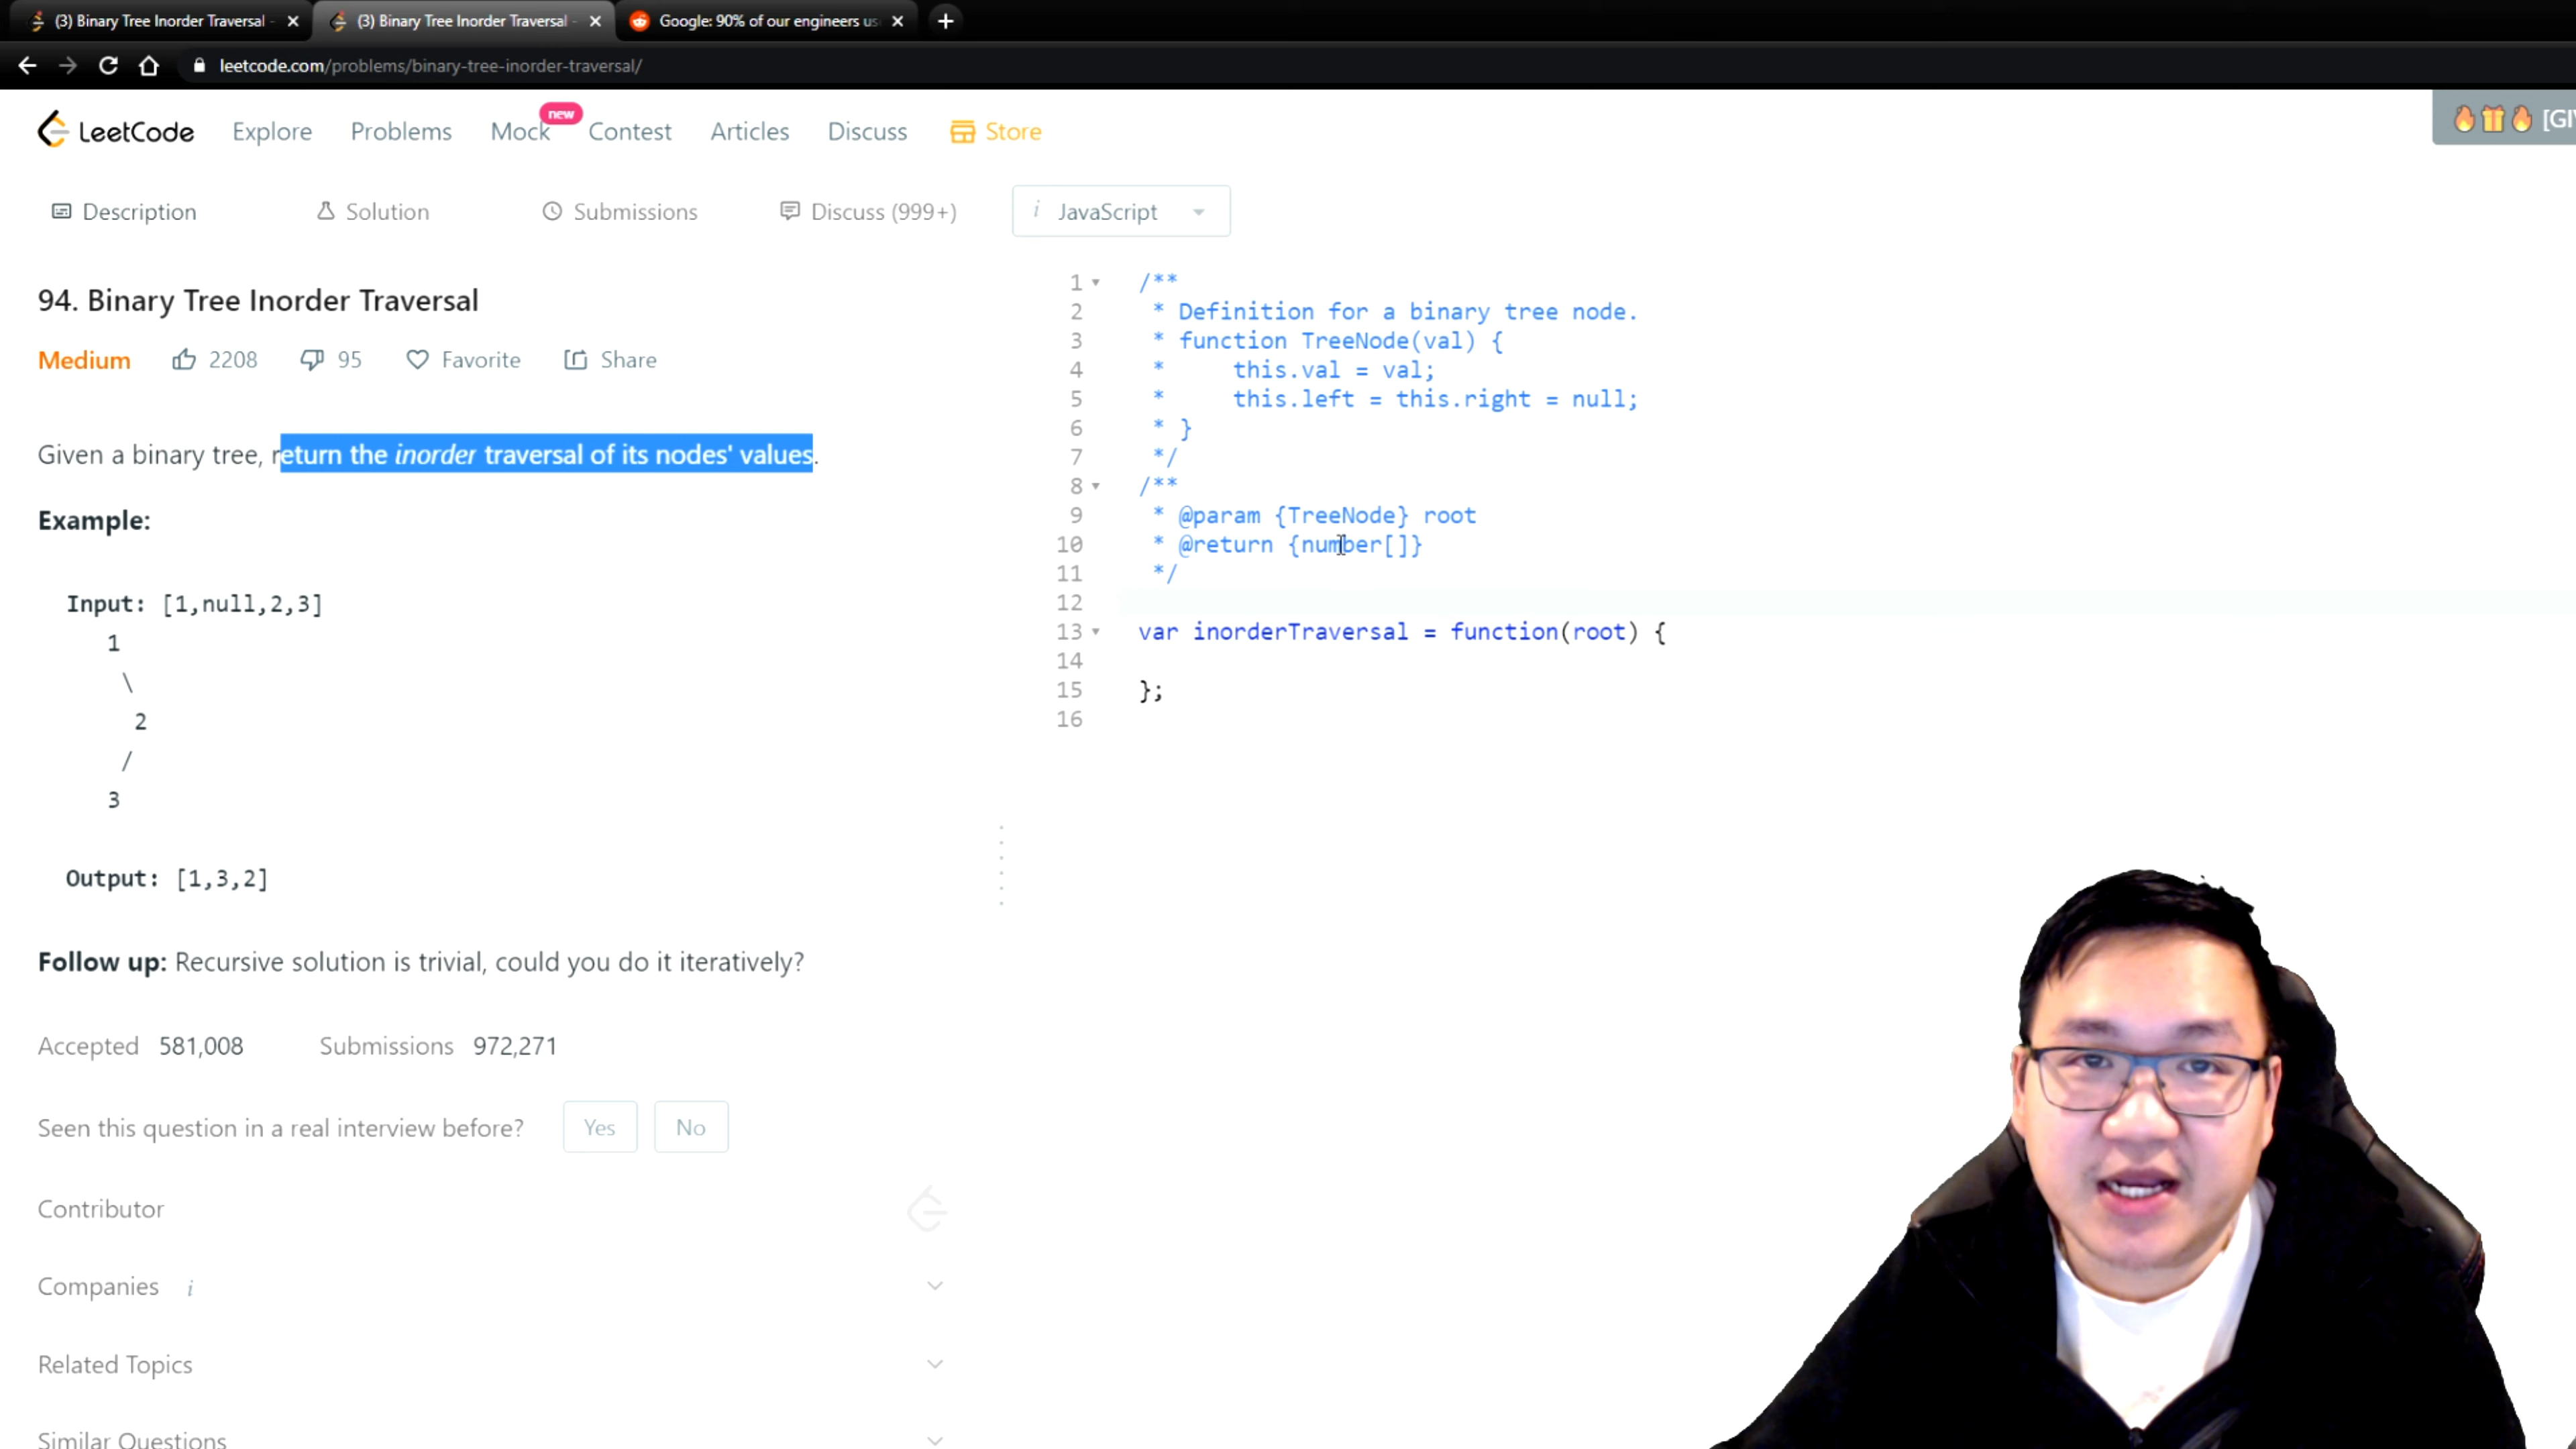 (3) Binary Tree Inorder Traversal -
(3) Binary Tree Inorder Traversal -
Google: 90% of our engineers us
leetcode.com/problems/binary-tree-inorder-traversal/
LeetCode
Explore
Problems
Mock
new
Contest
Articles
Discuss
Store
[GI
Description
Solution
Submissions
Discuss (999+)
i JavaScript
94. Binary Tree Inorder Traversal
Medium
2208
95
Favorite
Share
Given a binary tree, return the inorder traversal of its nodes' values.
Example:
Input: [1,null,2,3]
1
\
2
/
3
Output: [1,3,2]
Follow up: Recursive solution is trivial, could you do it iteratively?
Accepted 581,008
Submissions 972,271
Seen this question in a real interview before?
Yes
No
Contributor
Companies i
Related Topics
Similar Questions
1 /**
2 * Definition for a binary tree node.
3 * function TreeNode(val) {
4 *     this.val = val;
5 *     this.left = this.right = null;
6 * }
7 */
8 /**
9 * @param {TreeNode} root
10 * @return {number[]}
11 */
12
13 var inorderTraversal = function(root) {
14
15 };
16